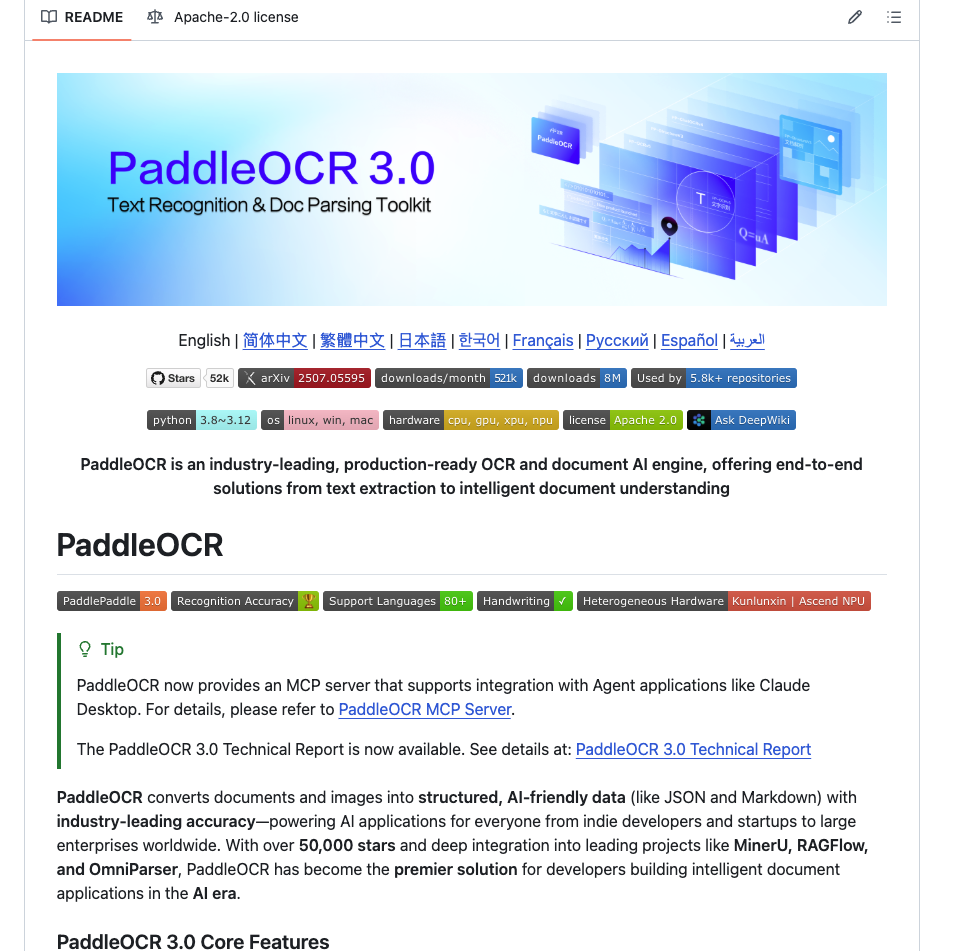 README
Apache-2.0 license
PaddleOCR 3.0
Text Recognition & Doc Parsing Toolkit
PaddleOCR
T
文字识别
Q=uA
English | 简体中文 | 繁體中文 | 日本語 | 한국어 | Français | Русский | Español | العربية
Stars 52k arXiv 2507.05595 downloads/month 521k downloads 8M Used by 5.8k+ repositories
python 3.8~3.12 os linux, win, mac hardware cpu, gpu, xpu, npu license Apache 2.0 Ask DeepWiki
PaddleOCR is an industry-leading, production-ready OCR and document AI engine, offering end-to-end
solutions from text extraction to intelligent document understanding
PaddleOCR
PaddlePaddle 3.0 Recognition Accuracy 🏆 Support Languages 80+ Handwriting ✓ Heterogeneous Hardware Kunlunxin | Ascend NPU
Tip
PaddleOCR now provides an MCP server that supports integration with Agent applications like Claude
Desktop. For details, please refer to PaddleOCR MCP Server.
The PaddleOCR 3.0 Technical Report is now available. See details at: PaddleOCR 3.0 Technical Report
PaddleOCR converts documents and images into structured, AI-friendly data (like JSON and Markdown) with
industry-leading accuracy—powering AI applications for everyone from indie developers and startups to large
enterprises worldwide. With over 50,000 stars and deep integration into leading projects like MinerU, RAGFlow,
and OmniParser, PaddleOCR has become the premier solution for developers building intelligent document
applications in the AI era.
PaddleOCR 3.0 Core Features